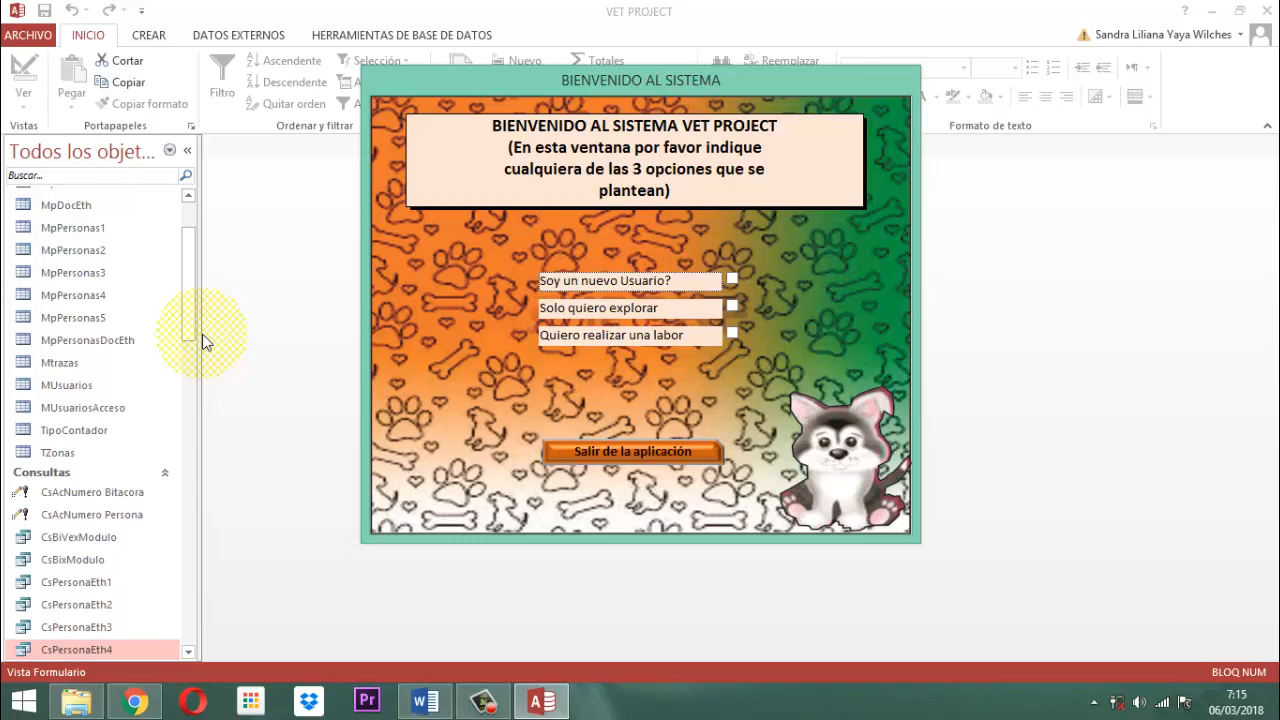 VET PROJECT
ARCHIVO INICIO CREAR DATOS EXTERNOS HERRAMIENTAS DE BASE DE DATOS
Sandra Liliana Yaya Wilches
Cortar
Copiar
Copiar formato
Ver
Pegar
Filtro
Ascendente
Descendente
Quitar orden
Selección
Nuevo
Totales
Reemplazar
Vistas
Portapapeles
Ordenar y filtrar
Formato de texto
Todos los objet...
Buscar...
MpDocEth
MpPersonas1
MpPersonas2
MpPersonas3
MpPersonas4
MpPersonas5
MpPersonasDocEth
Mtrazas
MUsuarios
MUsuariosAcceso
TipoContador
TZonas
Consultas
CsAcNumero Bitacora
CsAcNumero Persona
CsBiVexModulo
CsBixModulo
CsPersonaEth1
CsPersonaEth2
CsPersonaEth3
CsPersonaEth4
BIENVENIDO AL SISTEMA
BIENVENIDO AL SISTEMA VET PROJECT
(En esta ventana por favor indique
cualquiera de las 3 opciones que se
plantean)
Soy un nuevo Usuario?
Solo quiero explorar
Quiero realizar una labor
Salir de la aplicación
Vista Formulario
BLOQ NUM
Pr
7:15
06/03/2018